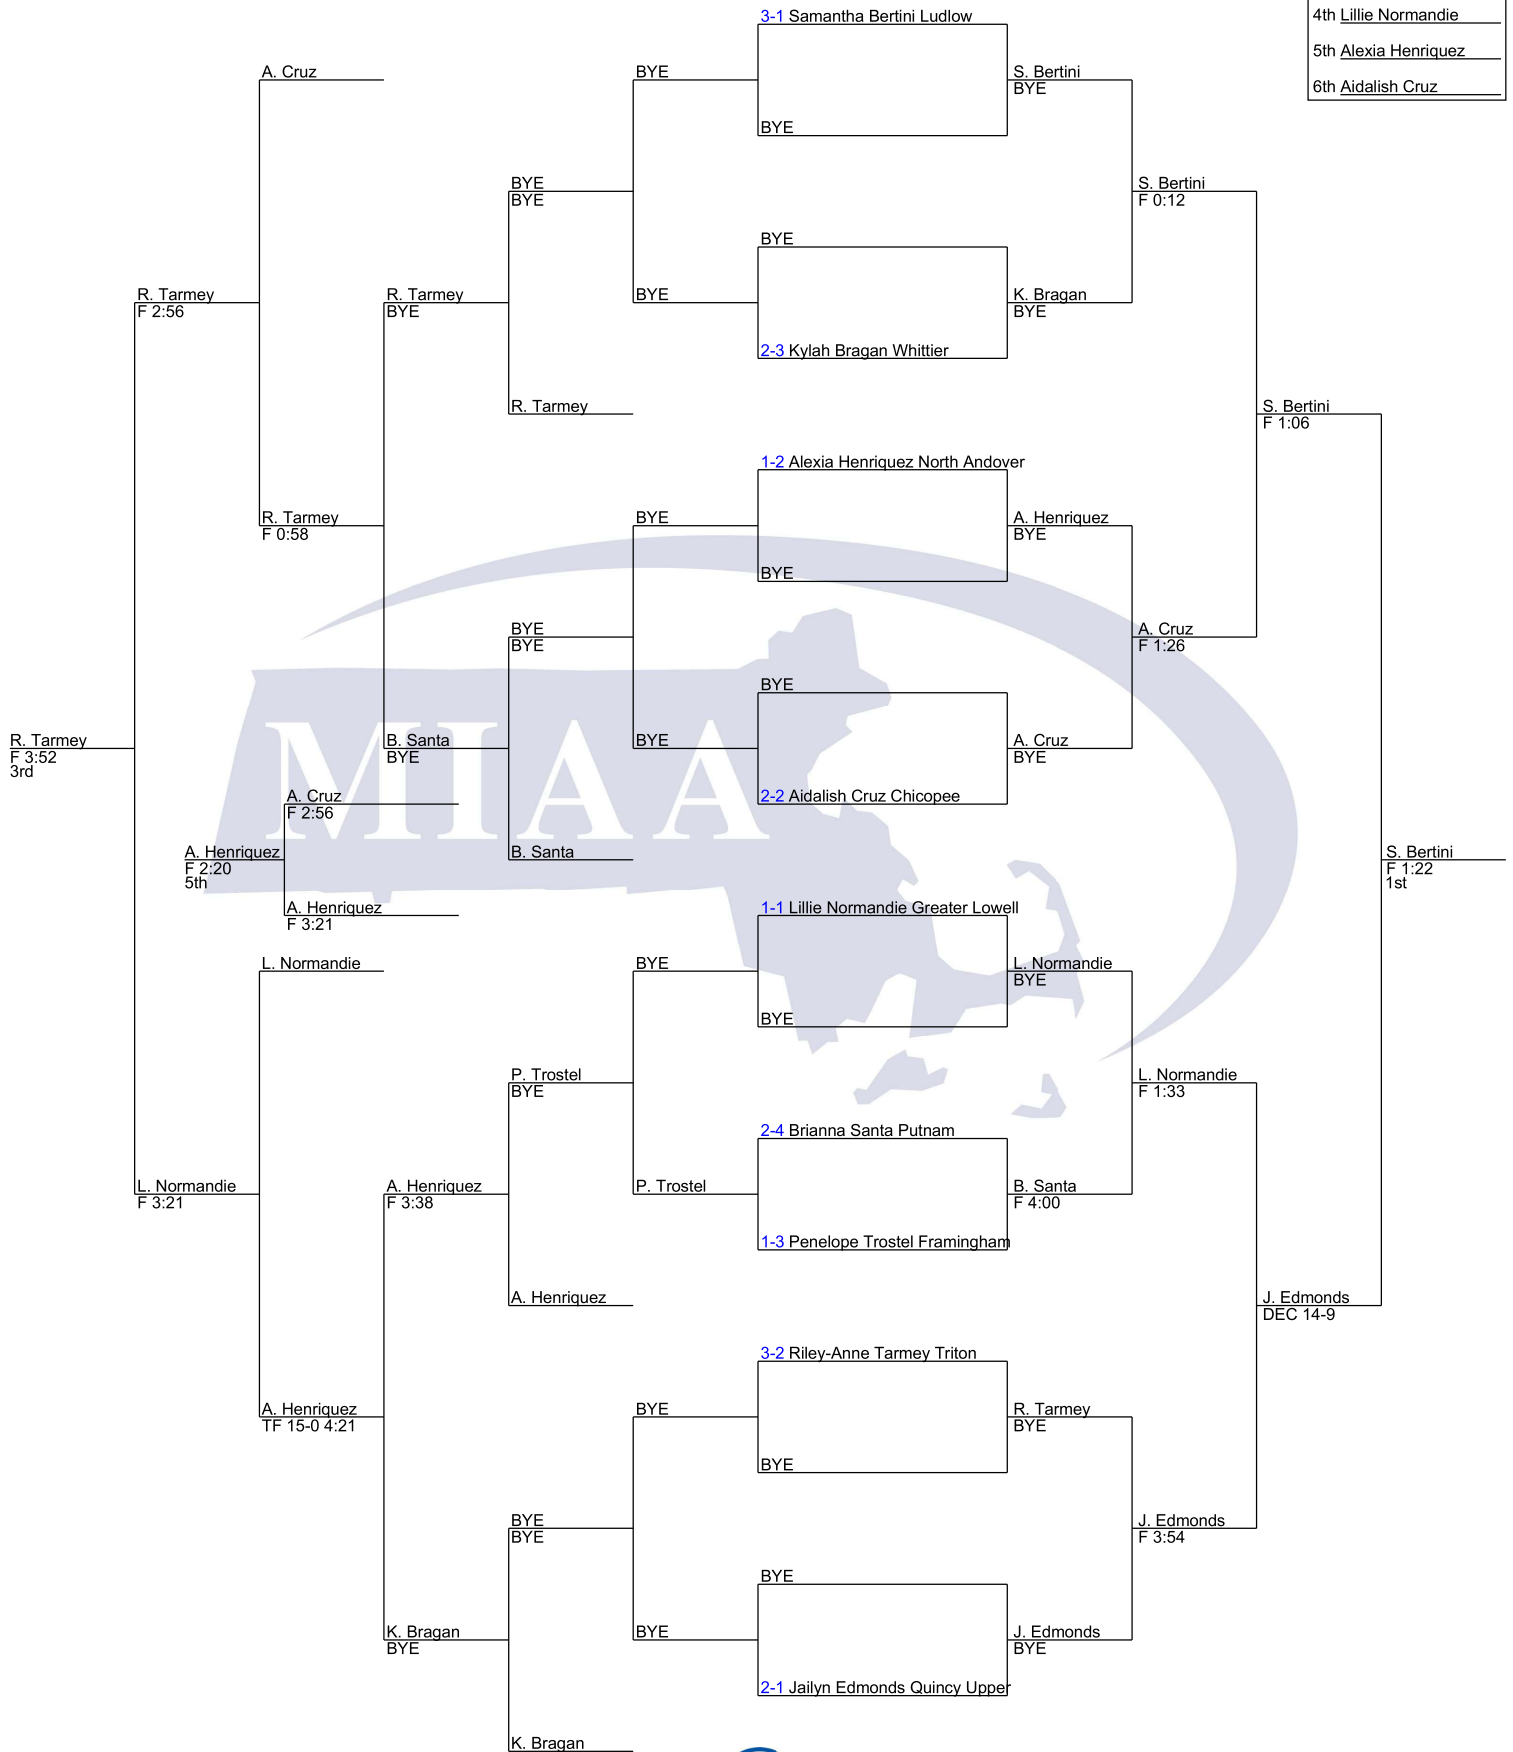 3-1 Samantha Bertini Ludlow
4th Lillie Normandie
5th Alexia Henriquez
6th Aidalish Cruz
A. Cruz
BYE
S. Bertini
BYE
BYE
BYE
BYE
S. Bertini
F 0:12
BYE
R. Tarmey
F 2:56
R. Tarmey
BYE
BYE
K. Bragan
BYE
2-3 Kylah Bragan Whittier
R. Tarmey
S. Bertini
F 1:06
1-2 Alexia Henriquez North Andover
R. Tarmey
F 0:58
BYE
A. Henriquez
BYE
BYE
BYE
BYE
A. Cruz
F 1:26
BYE
R. Tarmey
F 3:52
3rd
B. Santa
BYE
BYE
A. Cruz
BYE
MIAA
A. Cruz
F 2:56
2-2 Aidalish Cruz Chicopee
A. Henriquez
F 2:20
5th
B. Santa
S. Bertini
F 1:22
1st
A. Henriquez
F 3:21
1-1 Lillie Normandie Greater Lowell
L. Normandie
BYE
L. Normandie
BYE
BYE
P. Trostel
BYE
L. Normandie
F 1:33
2-4 Brianna Santa Putnam
L. Normandie
F 3:21
A. Henriquez
F 3:38
P. Trostel
B. Santa
F 4:00
1-3 Penelope Trostel Framingham
A. Henriquez
J. Edmonds
DEC 14-9
3-2 Riley-Anne Tarmey Triton
A. Henriquez
TF 15-0 4:21
BYE
R. Tarmey
BYE
BYE
BYE
BYE
J. Edmonds
F 3:54
BYE
K. Bragan
BYE
BYE
J. Edmonds
BYE
2-1 Jailyn Edmonds Quincy Upper
K. Bragan